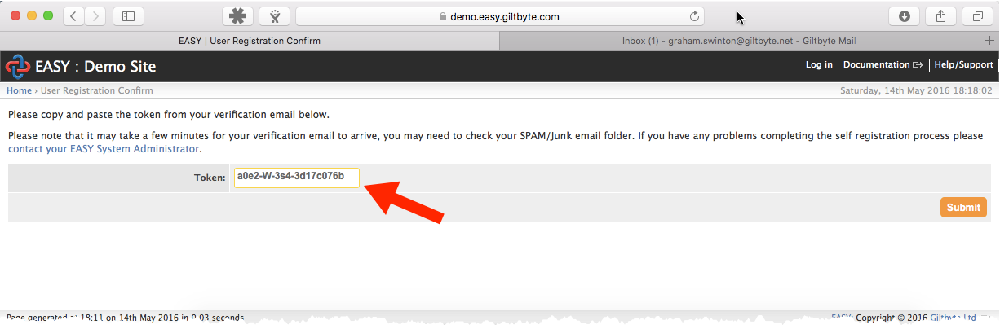 demo.easy.giltbyte.com
EASY | User Registration Confirm
Inbox (1) - graham.swinton@giltbyte.net - Giltbyte Mail
EASY : Demo Site
Log in
Documentation
Help/Support
Home › User Registration Confirm
Saturday, 14th May 2016 18:18:02
Please copy and paste the token from your verification email below.
Please note that it may take a few minutes for your verification email to arrive, you may need to check your SPAM/Junk email folder. If you have any problems completing the self registration process please
contact your EASY System Administrator.
Token: a0e2-W-3s4-3d17c076b
Submit
Page generated at 18:11 on 14th May 2016 in 0.03 seconds
EASY: Copyright © 2016 Giltbyte Ltd